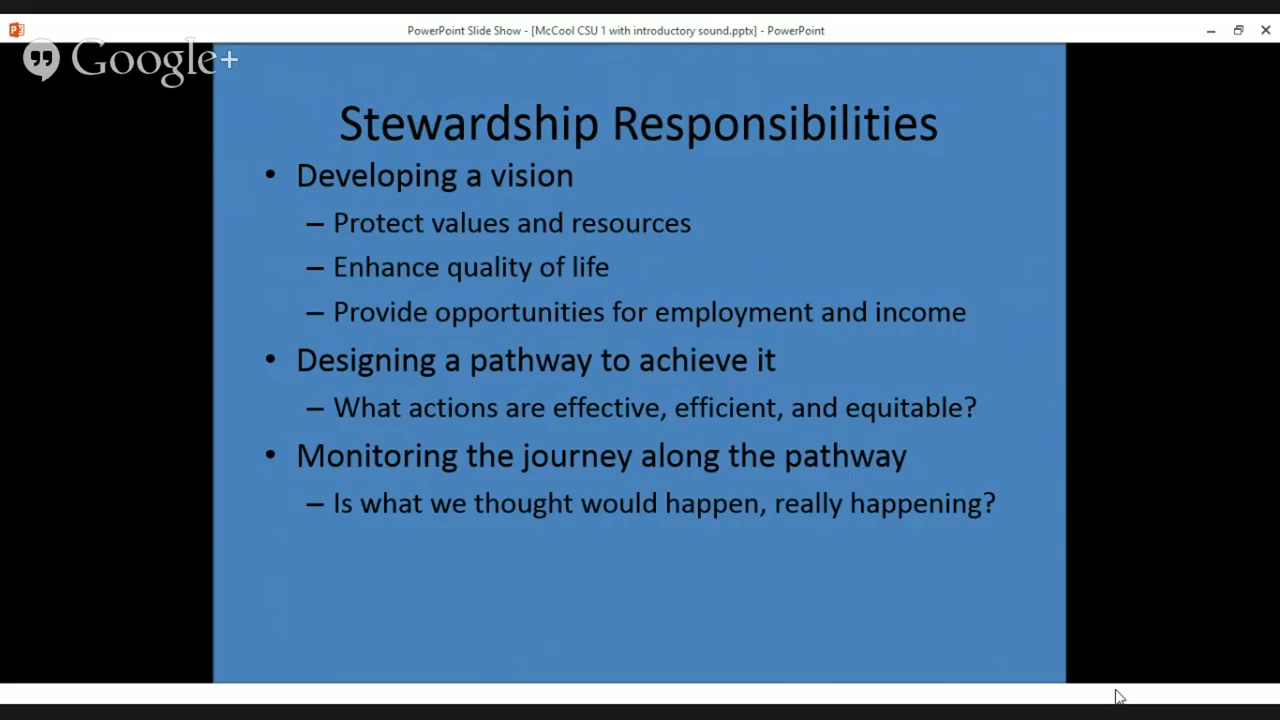 PowerPoint Slide Show - [McCool CSU 1 with introductory sound.pptx] - PowerPoint
Google+
Stewardship Responsibilities
• Developing a vision
– Protect values and resources
– Enhance quality of life
– Provide opportunities for employment and income
• Designing a pathway to achieve it
– What actions are effective, efficient, and equitable?
• Monitoring the journey along the pathway
– Is what we thought would happen, really happening?